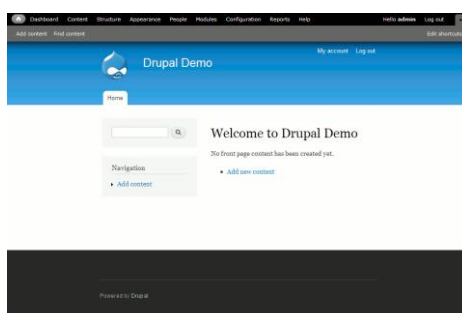 Dashboard Content Structure Appearance People Modules Configuration Reports Help Hello admin Log out
Add content Find content Edit shortcuts
My account Log out
Drupal Demo
Home
Welcome to Drupal Demo
No front page content has been created yet.
Add new content
Navigation
Add content
Powered by Drupal